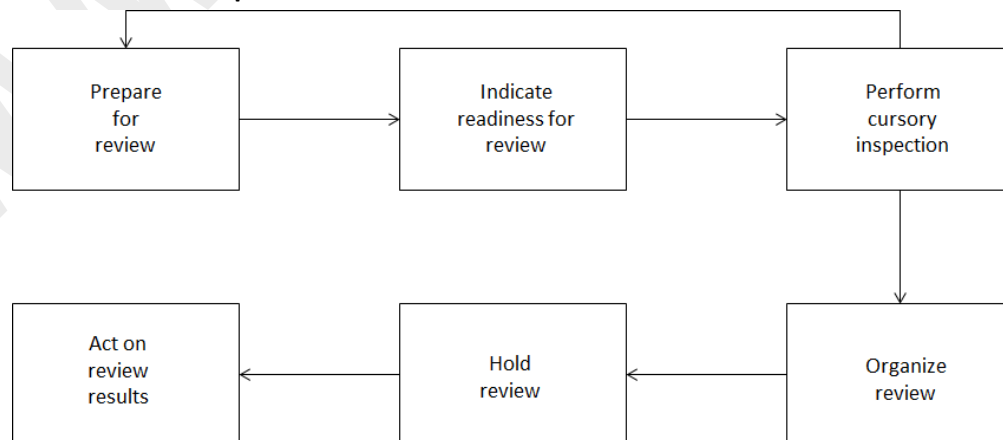 Prepare
for
review
Indicate
readiness for
review
Perform
cursory
inspection
Act on
review
results
Hold
review
Organize
review